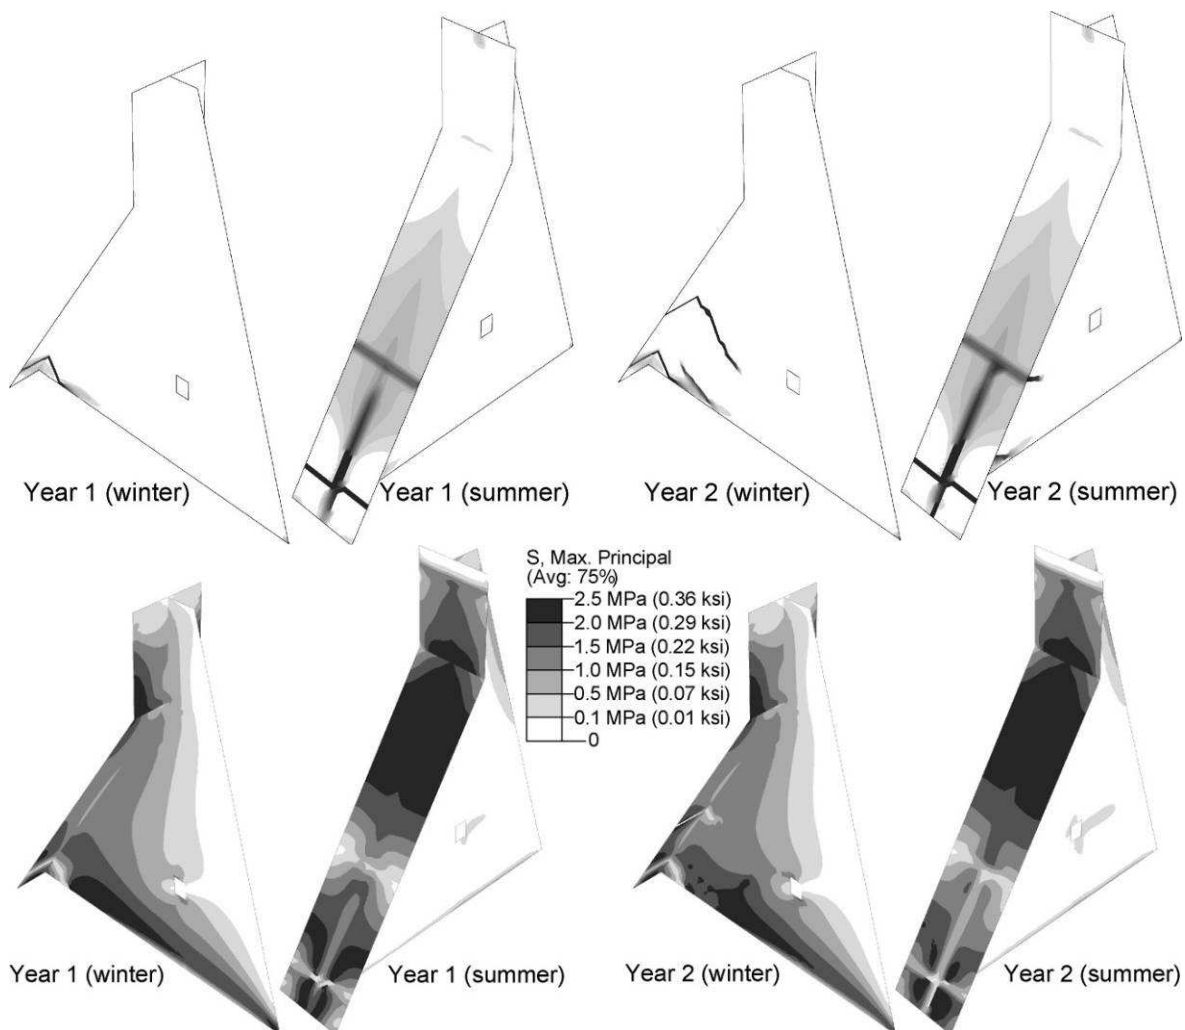 Year 1 (winter)
Year 1 (summer)
Year 2 (winter)
Year 2 (summer)
S, Max. Principal
(Avg: 75%)
2.5 MPa (0.36 ksi)
2.0 MPa (0.29 ksi)
1.5 MPa (0.22 ksi)
1.0 MPa (0.15 ksi)
0.5 MPa (0.07 ksi)
0.1 MPa (0.01 ksi)
0
Year 1 (winter)
Year 1 (summer)
Year 2 (winter)
Year 2 (summer)